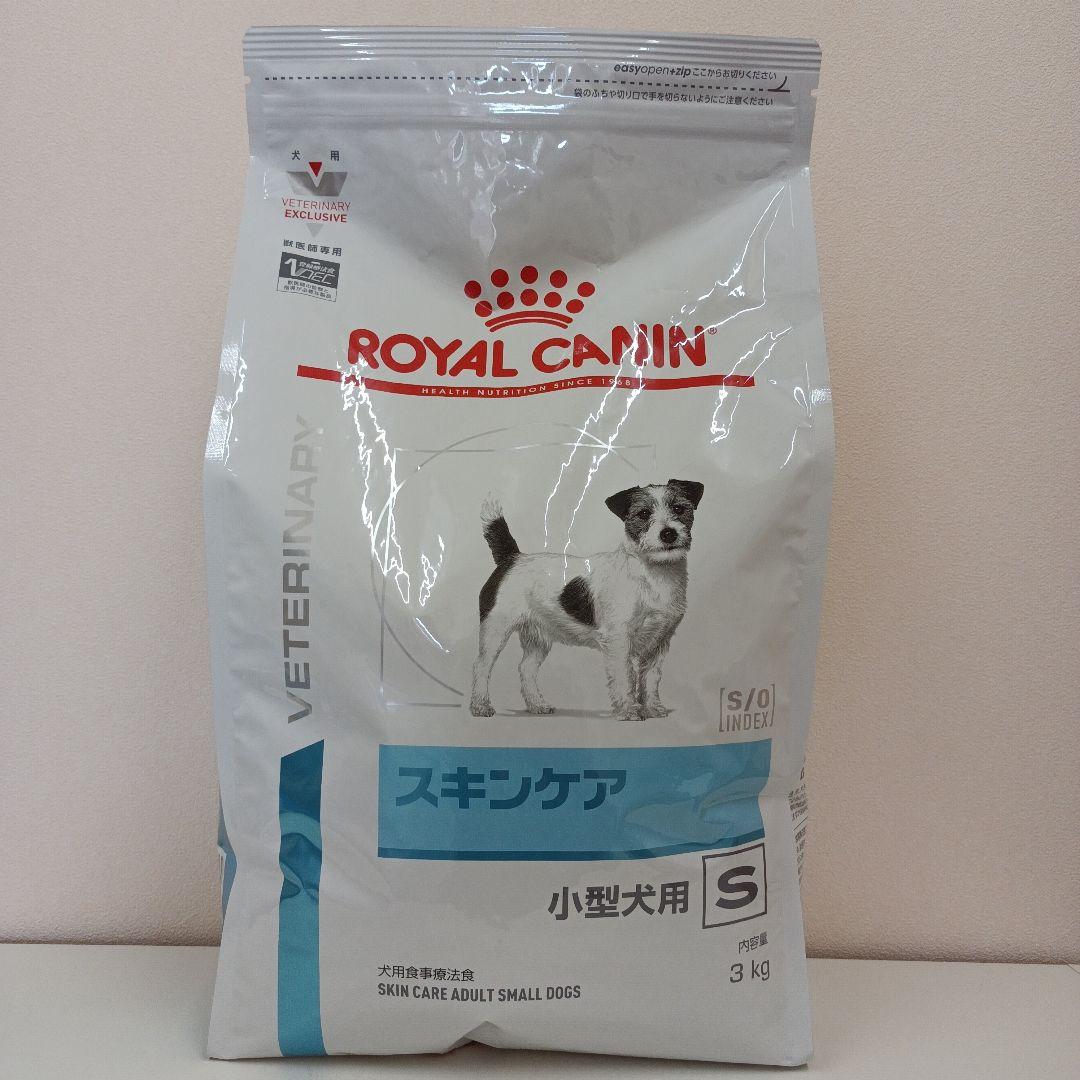 easyopen+zip ここからお切りください
袋のふちや切り口で手を切らないようにご注意ください
犬 用
VETERINARY
EXCLUSIVE
獣医師専用
ROYAL CANIN®
HEALTH NUTRITION SINCE 1968
VETERINARY
S/O
INDEX
スキンケア
小型犬用 S
内容量
3 kg
犬用食事療法食
SKIN CARE ADULT SMALL DOGS